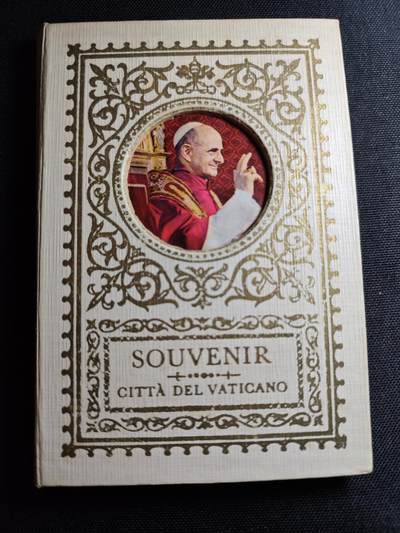 SOUVENIR
CITTÀ DEL VATICANO